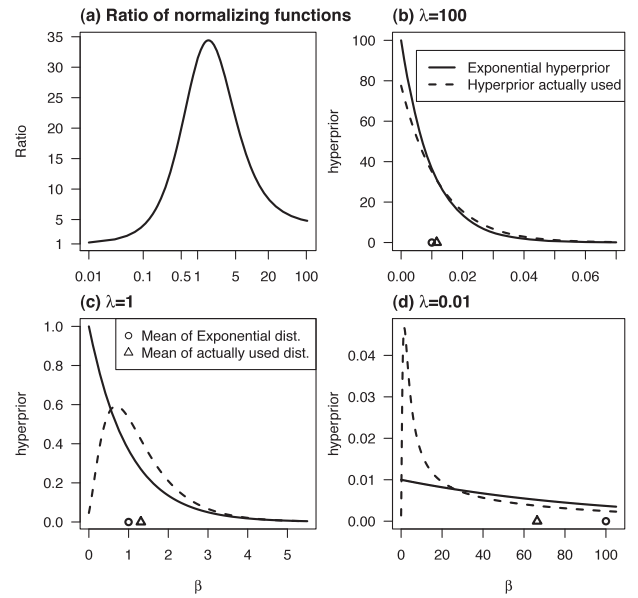 (a) Ratio of normalizing functions
Ratio
35
30
25
20
15
10
5
1
0.01 0.1 0.5 1 5 20 100
(b) λ=100
hyperprior
100
80
60
40
20
0
Exponential hyperprior
Hyperprior actually used
0.00 0.02 0.04 0.06
(c) λ=1
hyperprior
1.0
0.8
0.6
0.4
0.2
0.0
Mean of Exponential dist.
Mean of actually used dist.
0 1 2 3 4 5
β
(d) λ=0.01
hyperprior
0.04
0.03
0.02
0.01
0.00
0 20 40 60 80 100
β